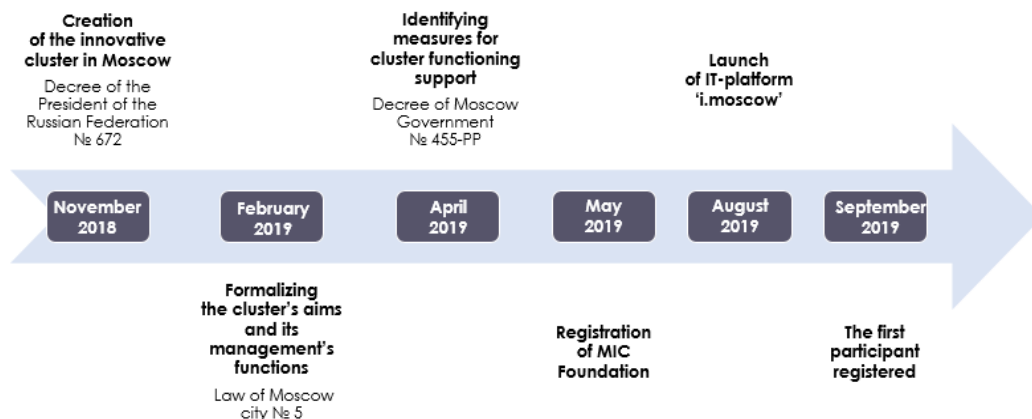 Creation
of the innovative
cluster in Moscow
Decree of the
President of the
Russian Federation
№ 672
Identifying
measures for
cluster functioning
support
Decree of Moscow
Government
№ 455-PP
Launch
of IT-platform
‘i.moscow’
November
2018
February
2019
April
2019
May
2019
August
2019
September
2019
Formalizing
the cluster’s aims
and its
management’s
functions
Law of Moscow
city № 5
Registration
of MIC
Foundation
The first
participant
registered